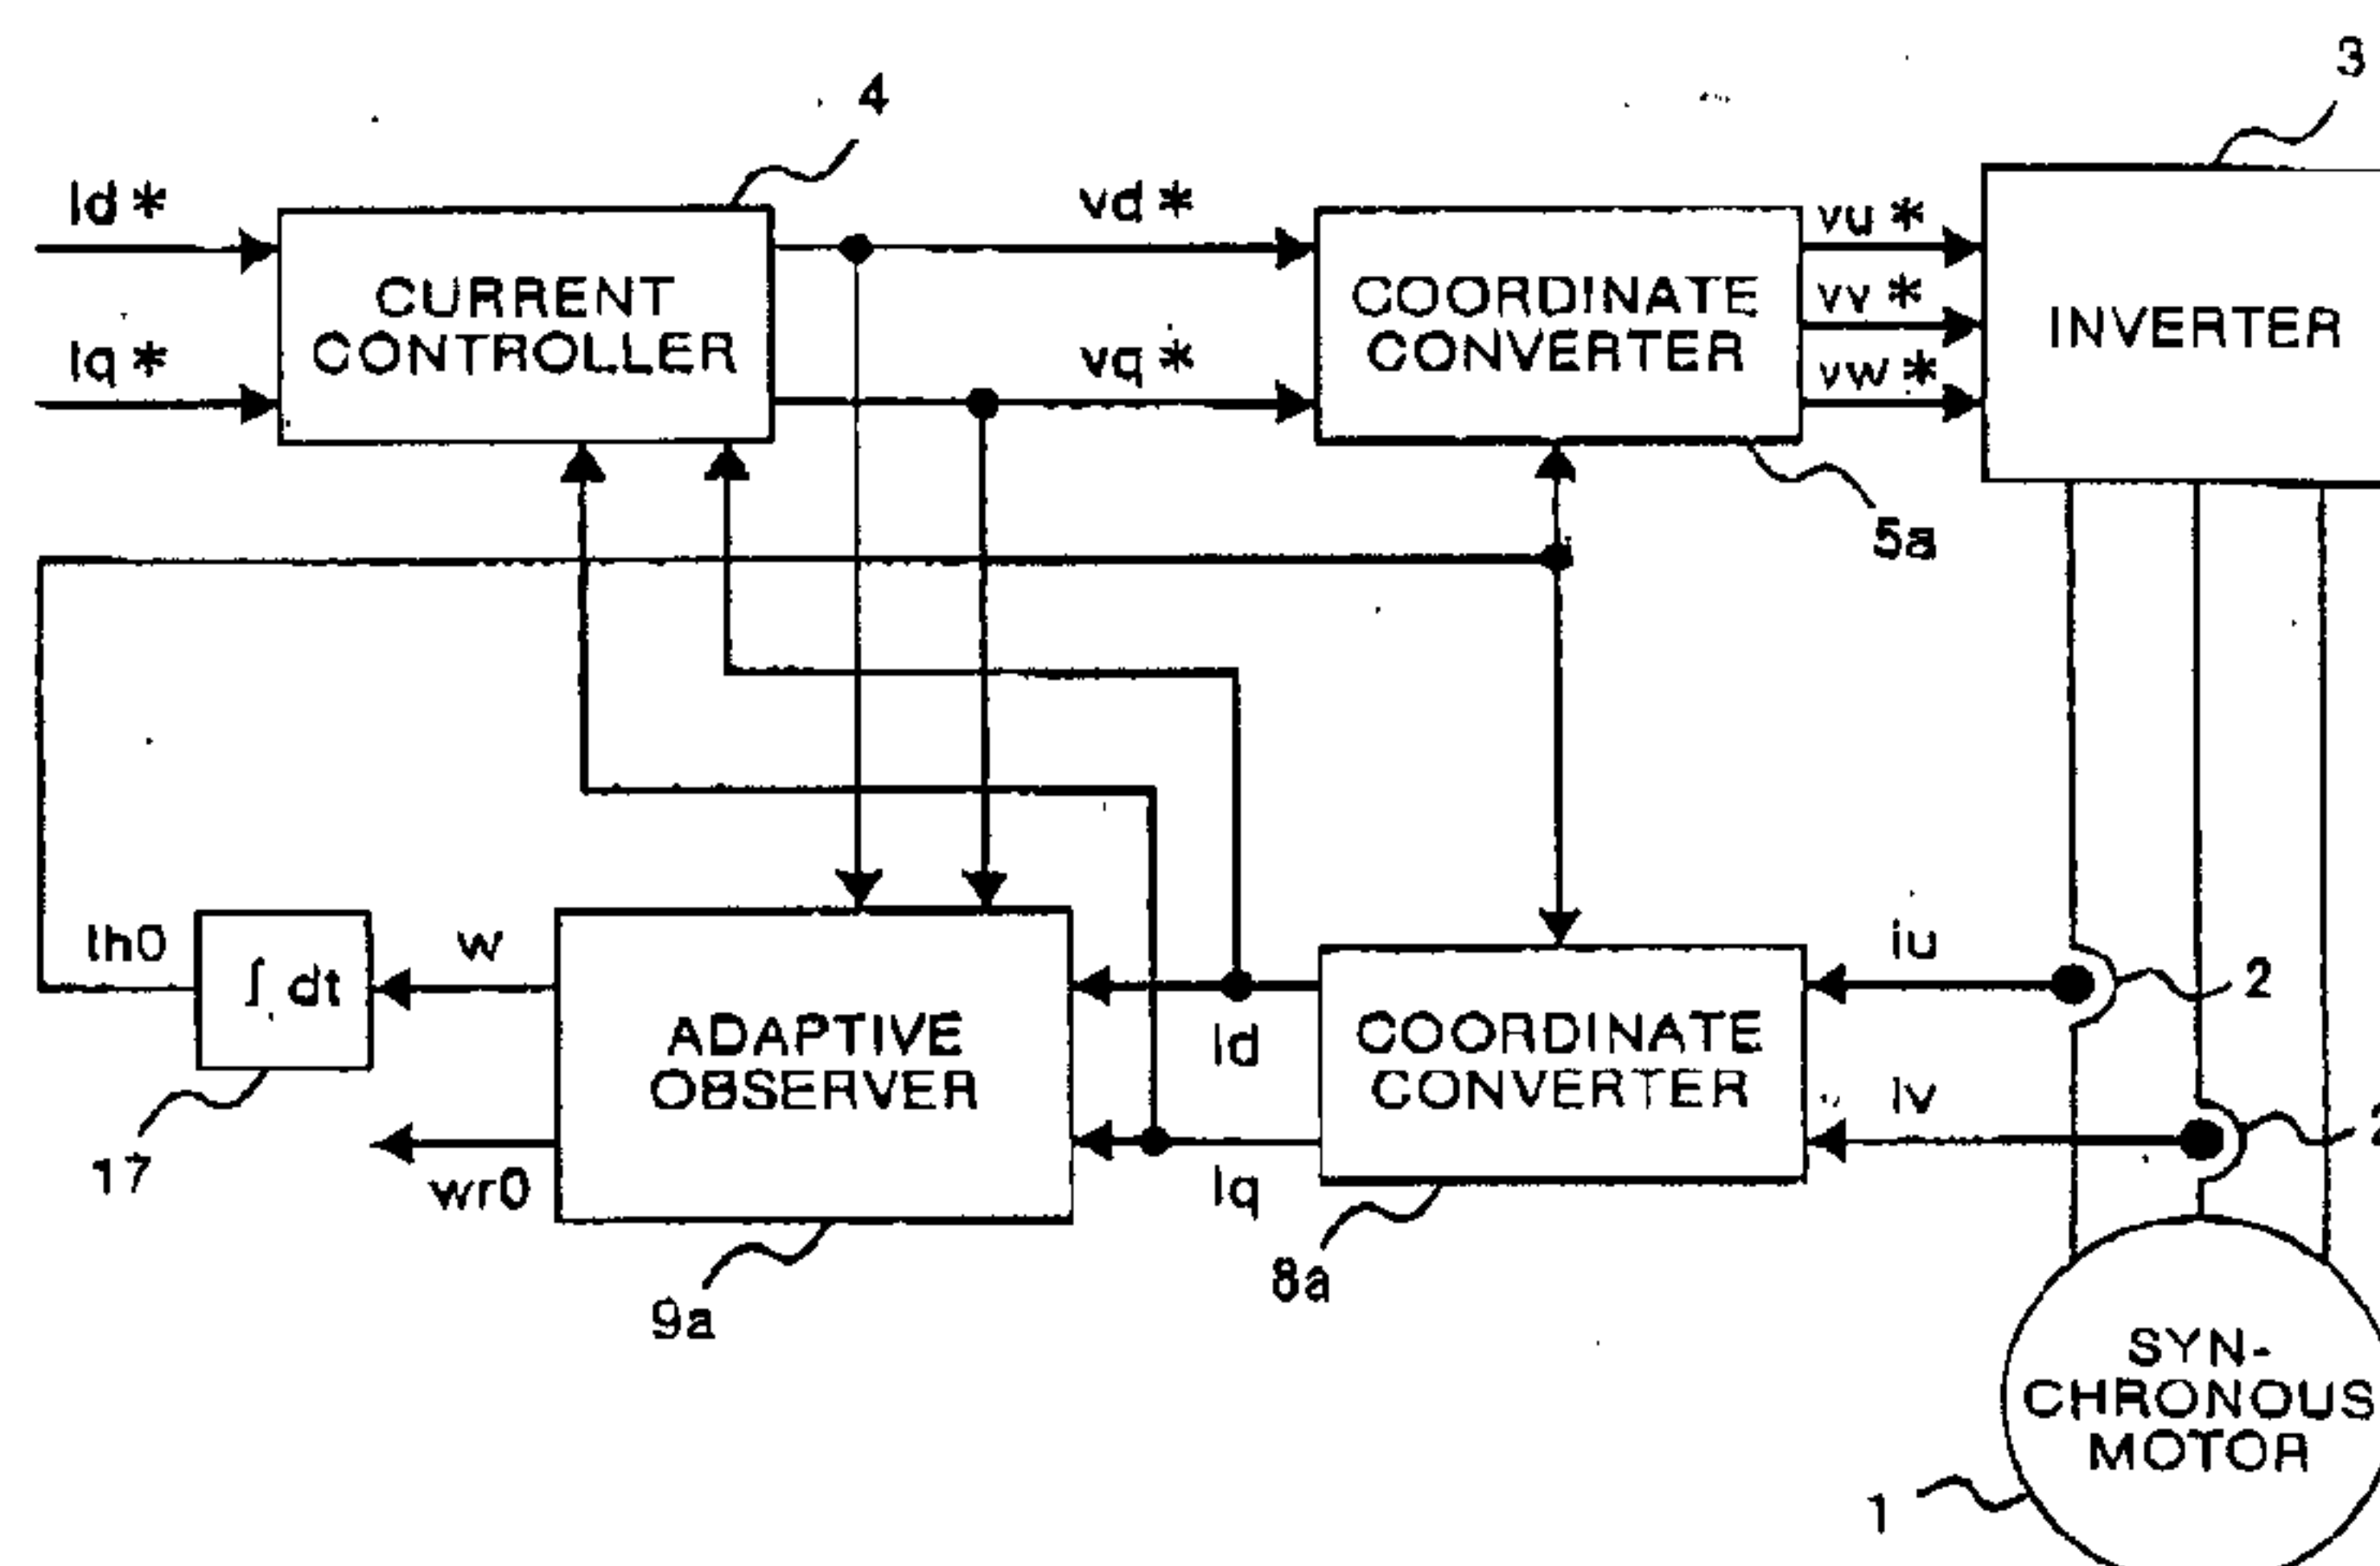 3
4
id *
vd *
vu *
CURRENT
CONTROLLER
COORDINATE
CONVERTER
vv *
INVERTER
iq *
vq *
vw *
5a
th0
w
∫ dt
iu
2
ADAPTIVE
OBSERVER
id
COORDINATE
CONVERTER
iv
2
17
wr0
iq
8a
9a
SYN-
CHRONOUS
MOTOR
1